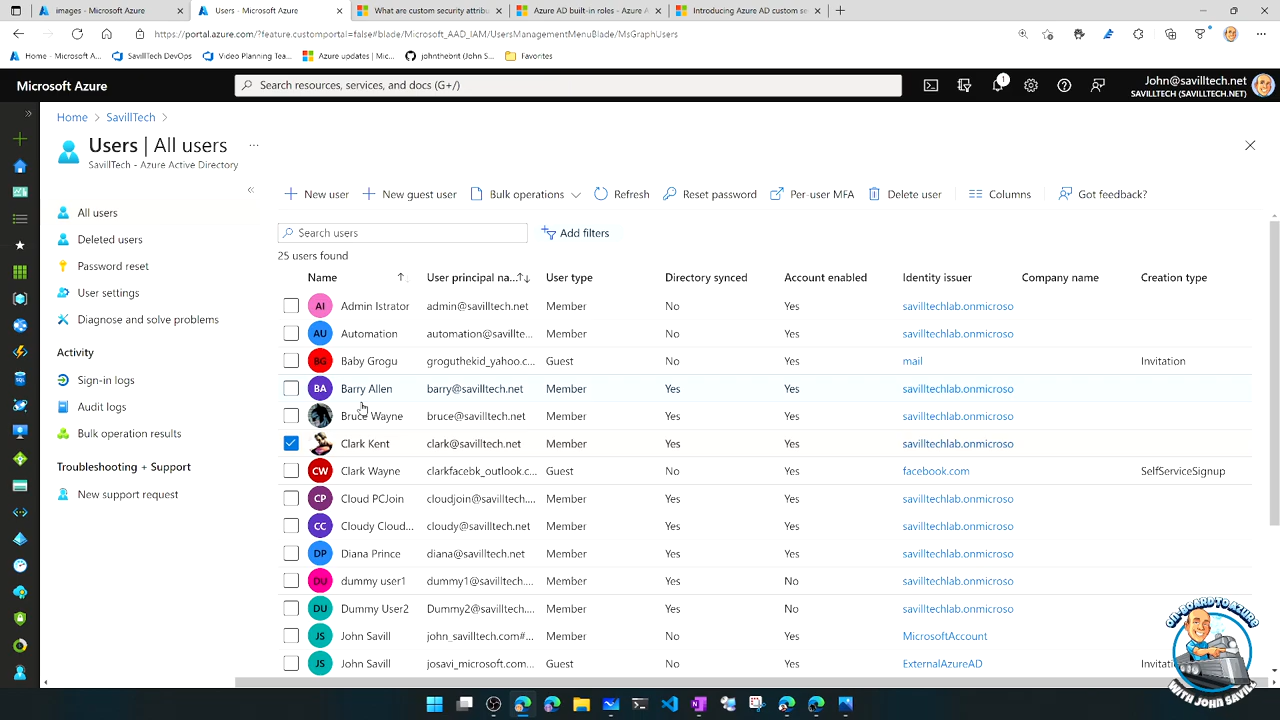 images - Microsoft Azure
Users - Microsoft Azure
What are custom security attribut
Azure AD built-in roles - Azure A
Introducing Azure AD custom se
https://portal.azure.com/?feature.customportal=false#blade/Microsoft_AAD_IAM/UsersManagementMenuBlade/MsGraphUsers
Home - Microsoft A...
SavillTech DevOps
Video Planning Tea...
Azure updates | Mic...
johnthebrit (John S...
Favorites
Microsoft Azure
Search resources, services, and docs (G+/)
1
John@savilltech.net
SAVILLTECH (SAVILLTECH.NET)
Home > SavillTech >
Users | All users ...
SavillTech - Azure Active Directory
All users
Deleted users
Password reset
User settings
Diagnose and solve problems
Activity
Sign-in logs
Audit logs
Bulk operation results
Troubleshooting + Support
New support request
New user
New guest user
Bulk operations
Refresh
Reset password
Per-user MFA
Delete user
Columns
Got feedback?
Search users
Add filters
25 users found
Name User principal na... User type Directory synced Account enabled Identity issuer Company name Creation type
AI Admin Istrator admin@savilltech.net Member No Yes savilltechlab.onmicroso
AU Automation automation@savillte... Member No Yes savilltechlab.onmicroso
BG Baby Grogu groguthekid_yahoo.c... Guest No Yes mail Invitation
BA Barry Allen barry@savilltech.net Member Yes Yes savilltechlab.onmicroso
Bruce Wayne bruce@savilltech.net Member Yes Yes savilltechlab.onmicroso
Clark Kent clark@savilltech.net Member Yes Yes savilltechlab.onmicroso
CW Clark Wayne clarkfacebk_outlook.c... Guest No Yes facebook.com SelfServiceSignup
CP Cloud PCJoin cloudjoin@savilltech.... Member Yes Yes savilltechlab.onmicroso
CC Cloudy Cloud... cloudy@savilltech.net Member Yes Yes savilltechlab.onmicroso
DP Diana Prince diana@savilltech.net Member Yes Yes savilltechlab.onmicroso
DU dummy user1 dummy1@savilltech.... Member Yes No savilltechlab.onmicroso
DU Dummy User2 Dummy2@savilltech.... Member Yes No savilltechlab.onmicroso
JS John Savill john_savilltech.com#... Member No Yes MicrosoftAccount
JS John Savill josavi_microsoft.com... Guest No Yes ExternalAzureAD Invitati
ON-BOARD TO AZURE
WITH JOHN SAVILL